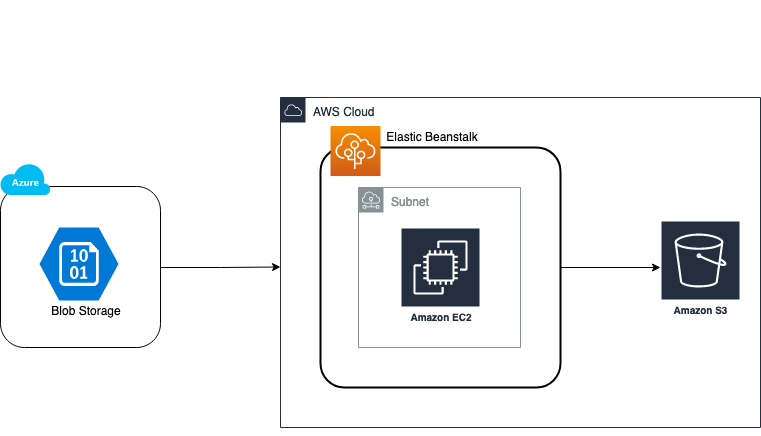 AWS Cloud
Elastic Beanstalk
Azure
Subnet
10
01
Blob Storage
Amazon EC2
Amazon S3